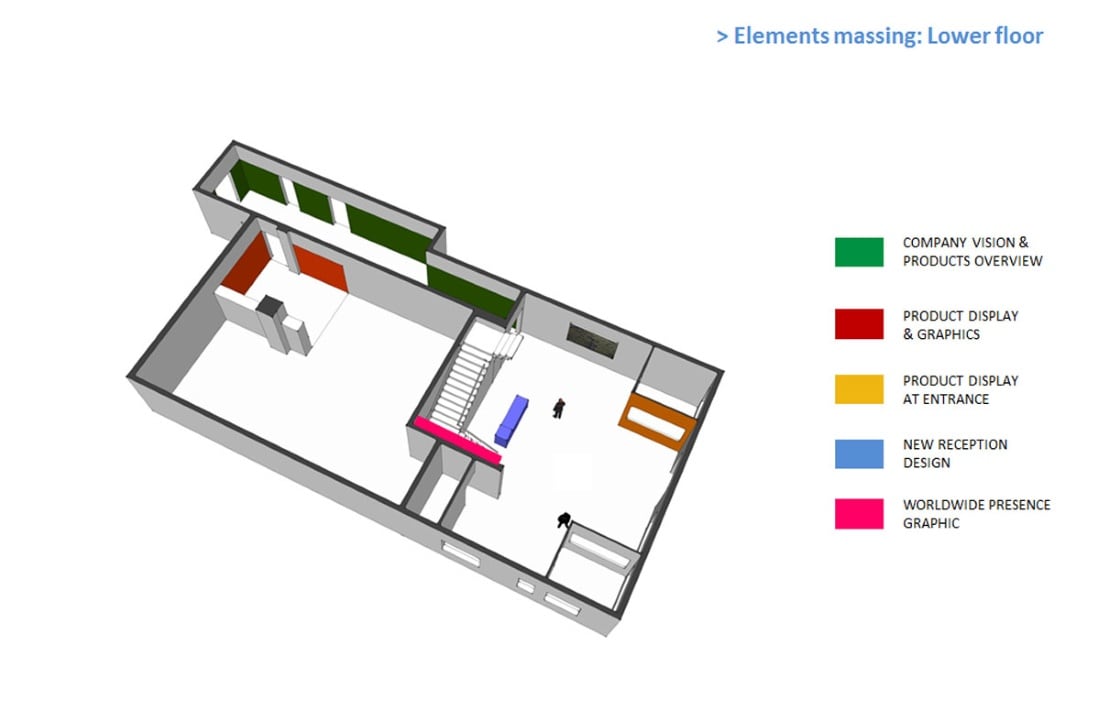 > Elements massing: Lower floor
COMPANY VISION &
PRODUCTS OVERVIEW
PRODUCT DISPLAY
& GRAPHICS
PRODUCT DISPLAY
AT ENTRANCE
NEW RECEPTION
DESIGN
WORLDWIDE PRESENCE
GRAPHIC